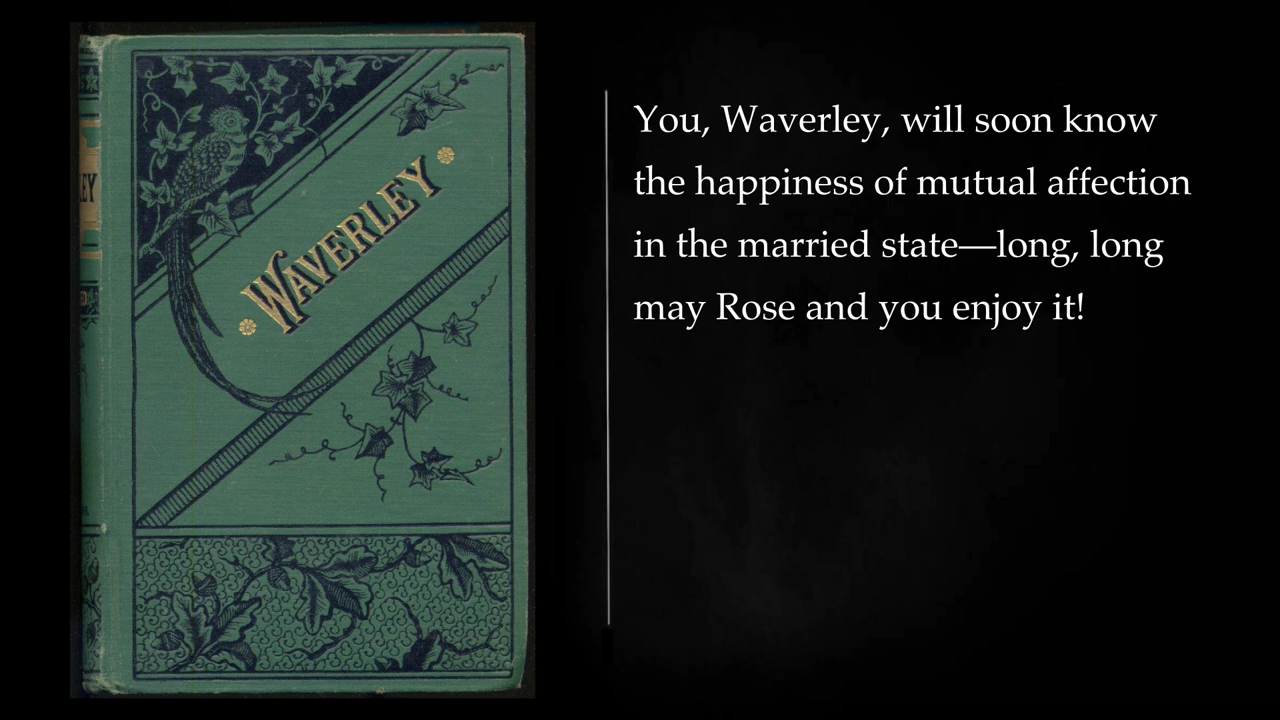 WAVERLEY
EY
You, Waverley, will soon know
the happiness of mutual affection
in the married state—long, long
may Rose and you enjoy it!